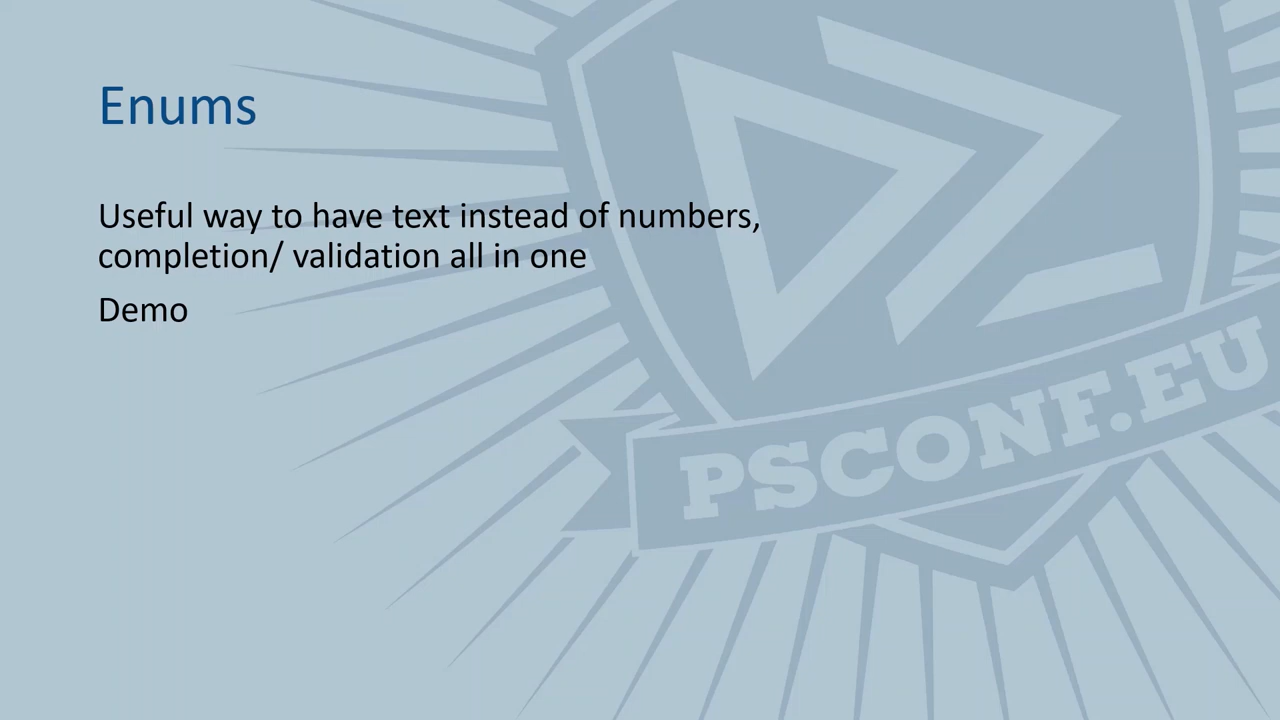 Enums
Useful way to have text instead of numbers,
completion/ validation all in one
Demo
PSCONF.EU